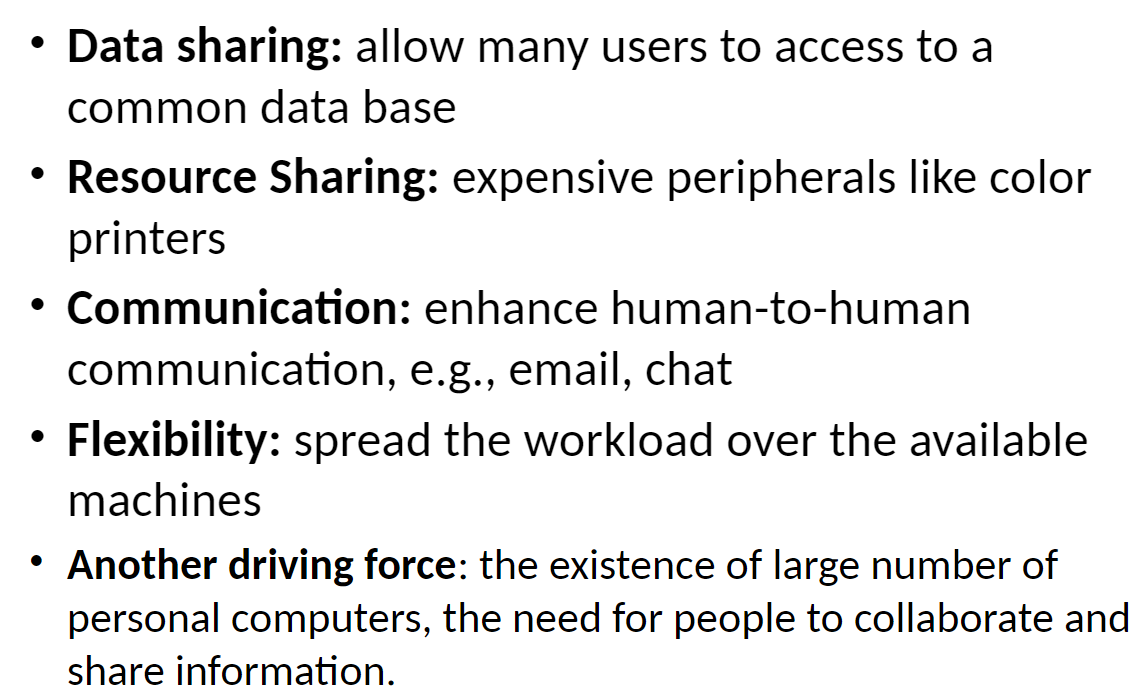 • Data sharing: allow many users to access to a
common data base
• Resource Sharing: expensive peripherals like color
printers
• Communication: enhance human-to-human
communication, e.g., email, chat
• Flexibility: spread the workload over the available
machines
• Another driving force: the existence of large number of
personal computers, the need for people to collaborate and
share information.